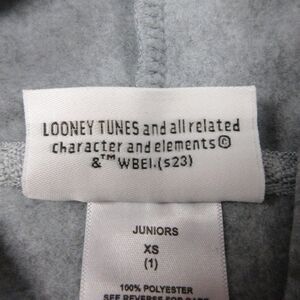 LOONEY TUNES and all related
character and elements ©
& ™ WBEI. (s23)
JUNIORS
XS
(1)
100% POLYESTER
SEE REVERSE FOR CARE